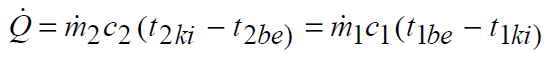 Q̇ = ṁ₂c₂(t₂ₖᵢ − t₂be) = ṁ₁c₁(t₁be − t₁ₖᵢ)